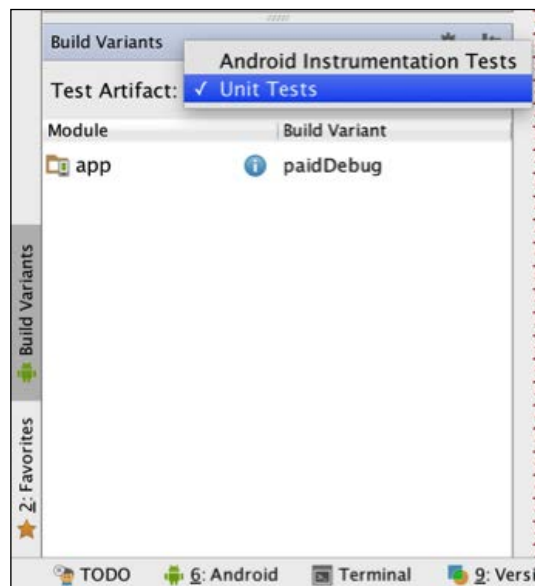 Build Variants
Android Instrumentation Tests
Test Artifact: ✓ Unit Tests
Module Build Variant
app paidDebug
Build Variants
2: Favorites
TODO 6: Android Terminal 9: Versi